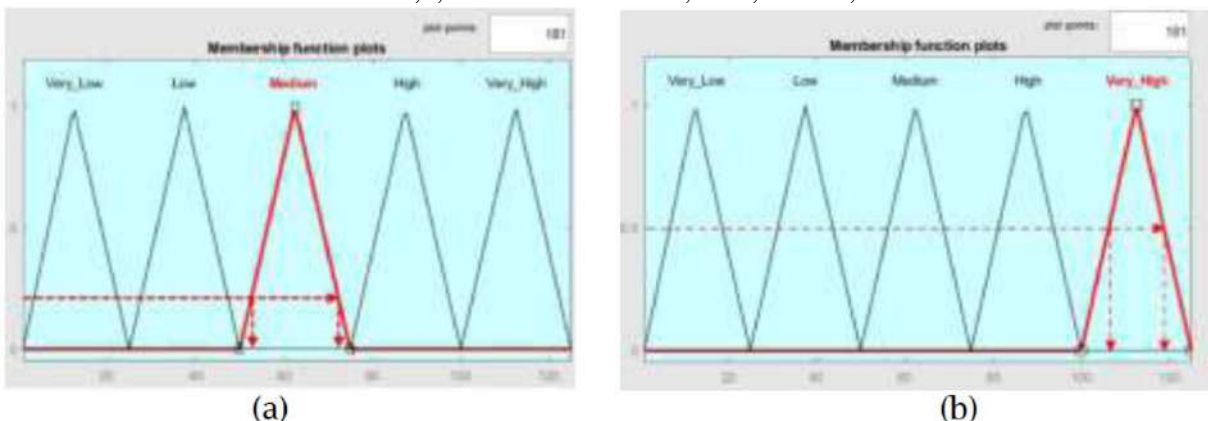 plot points: 181
Membership function plots
Very_Low Low Medium High Very_High
1
0
20 40 60 80 100 120
(a)
plot points: 181
Membership function plots
Very_Low Low Medium High Very_High
1
0.5
0
20 40 60 80 100 120
(b)